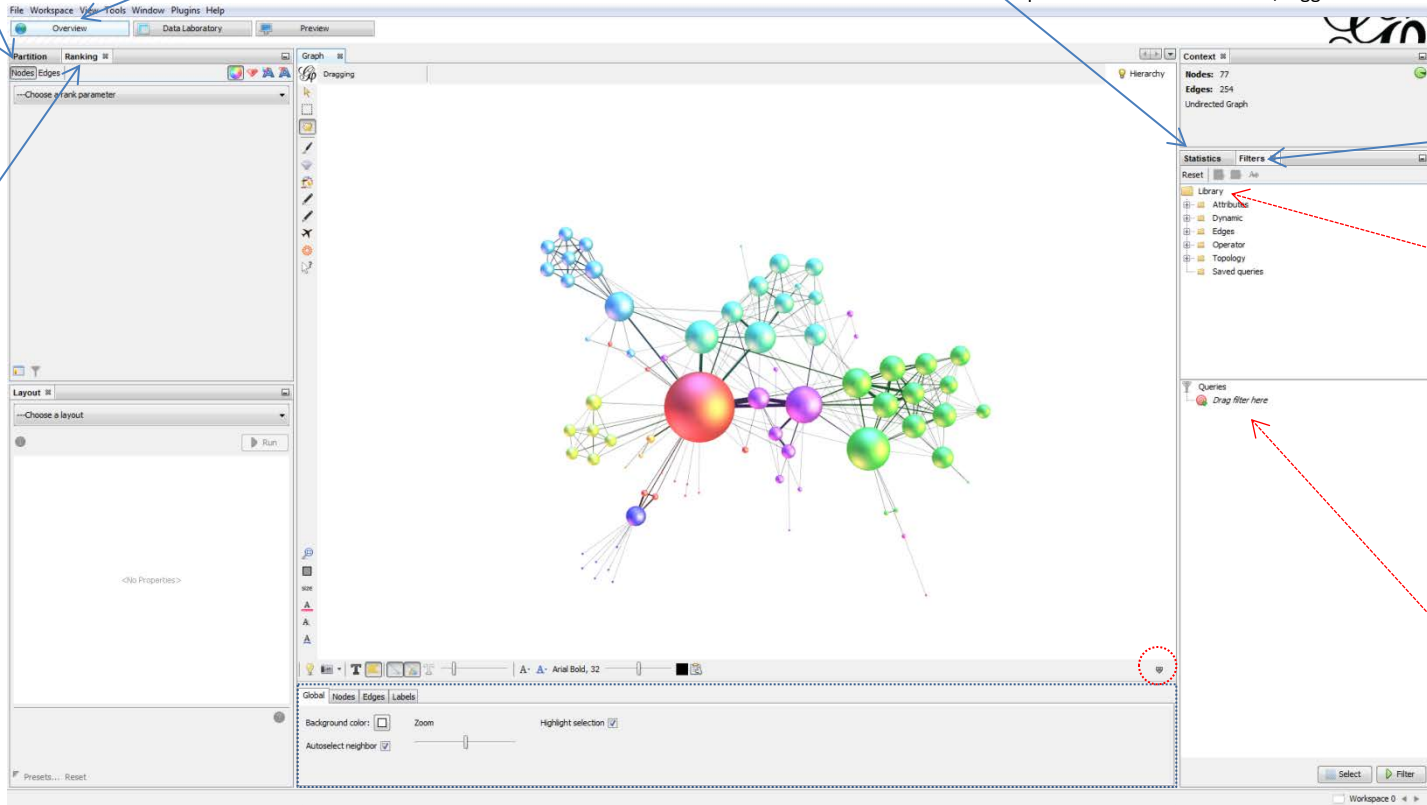 File Workspace View Tools Window Plugins Help
Overview Data Laboratory Preview
Partition Ranking
Nodes Edges
---Choose a rank parameter
Layout
---Choose a layout
Run
<No Properties>
Presets... Reset
Graph
Dragging
Hierarchy
size
A
A
A
T T A- A- Arial Bold, 32
Global Nodes Edges Labels
Background color: Zoom Highlight selection
Autoselect neighbor
Context
Nodes: 77
Edges: 254
Undirected Graph
Statistics Filters
Reset
Library
Attributes
Dynamic
Edges
Operator
Topology
Saved queries
Queries
Drag filter here
Select Filter
Workspace 0